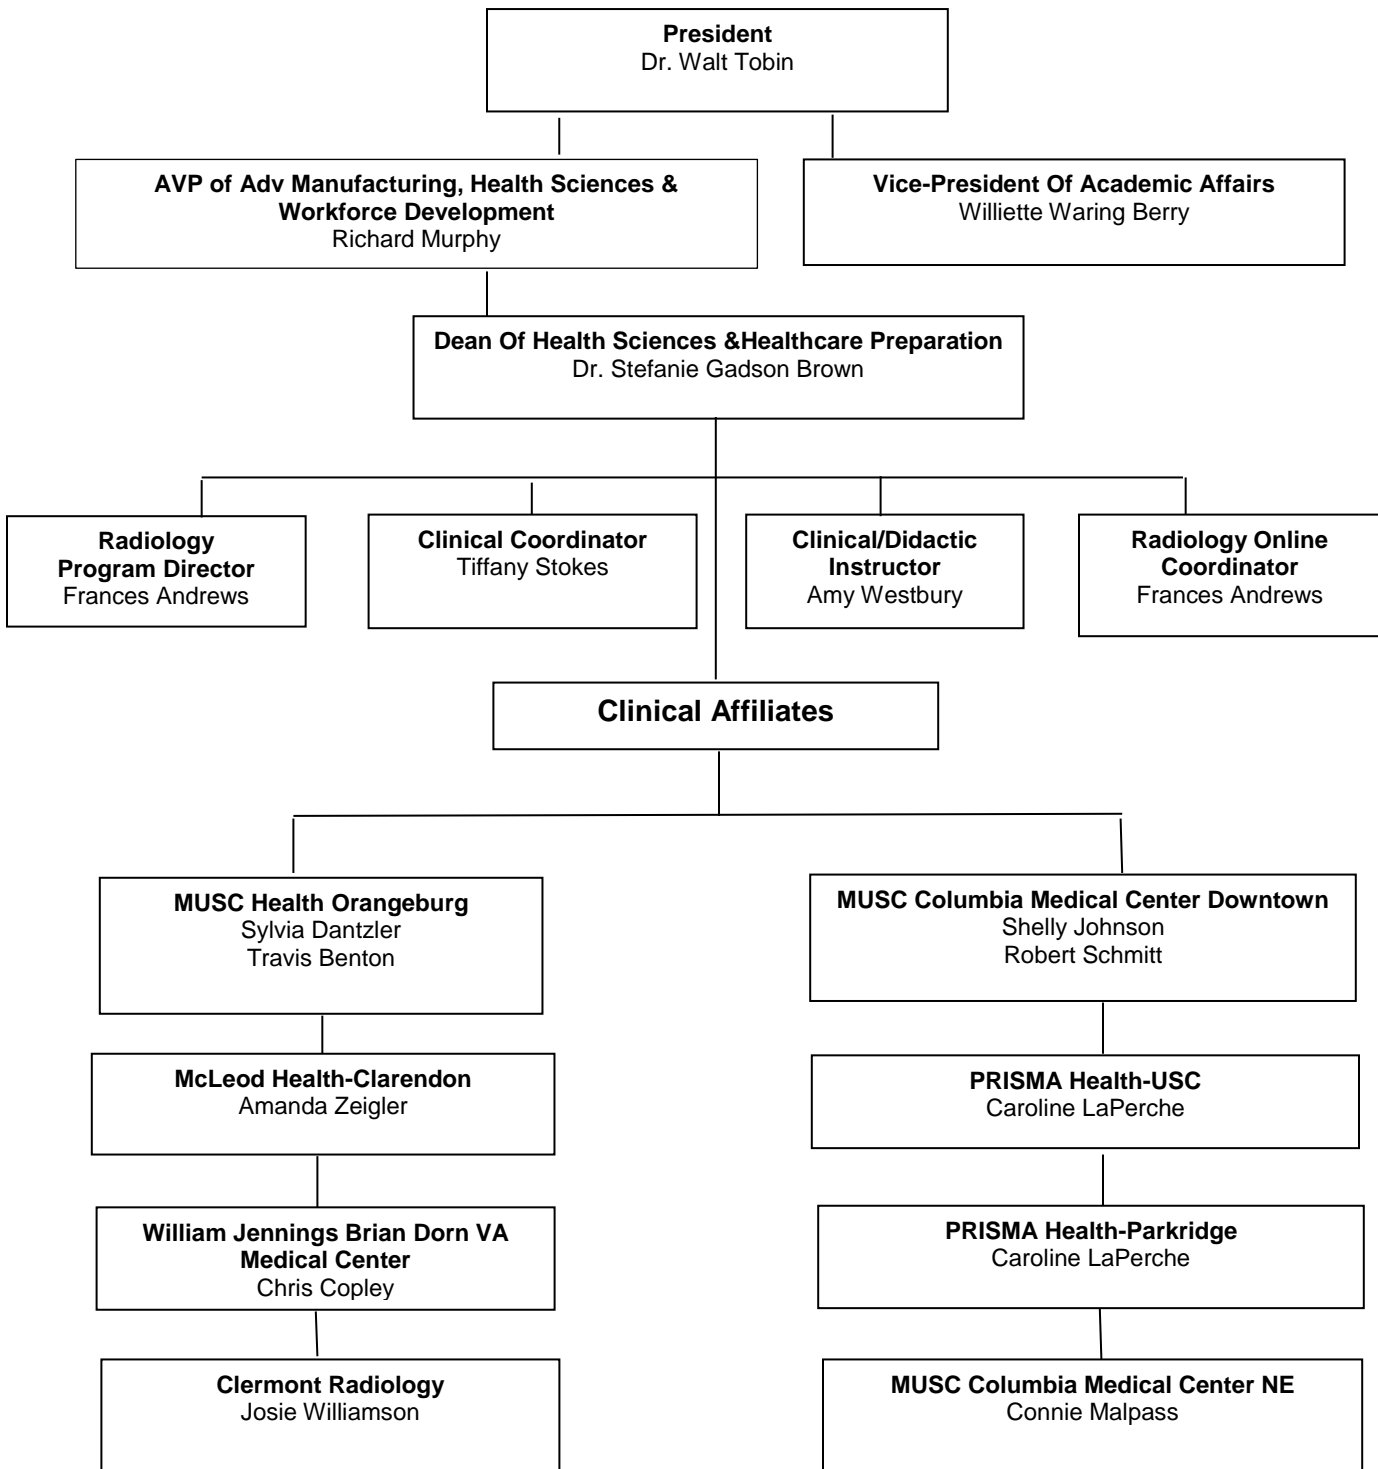 President
Dr. Walt Tobin
AVP of Adv Manufacturing, Health Sciences &
Workforce Development
Richard Murphy
Vice-President Of Academic Affairs
Williette Waring Berry
Dean Of Health Sciences &Healthcare Preparation
Dr. Stefanie Gadson Brown
Radiology
Program Director
Frances Andrews
Clinical Coordinator
Tiffany Stokes
Clinical/Didactic
Instructor
Amy Westbury
Radiology Online
Coordinator
Frances Andrews
Clinical Affiliates
MUSC Health Orangeburg
Sylvia Dantzler
Travis Benton
MUSC Columbia Medical Center Downtown
Shelly Johnson
Robert Schmitt
McLeod Health-Clarendon
Amanda Zeigler
PRISMA Health-USC
Caroline LaPerche
William Jennings Brian Dorn VA
Medical Center
Chris Copley
PRISMA Health-Parkridge
Caroline LaPerche
Clermont Radiology
Josie Williamson
MUSC Columbia Medical Center NE
Connie Malpass